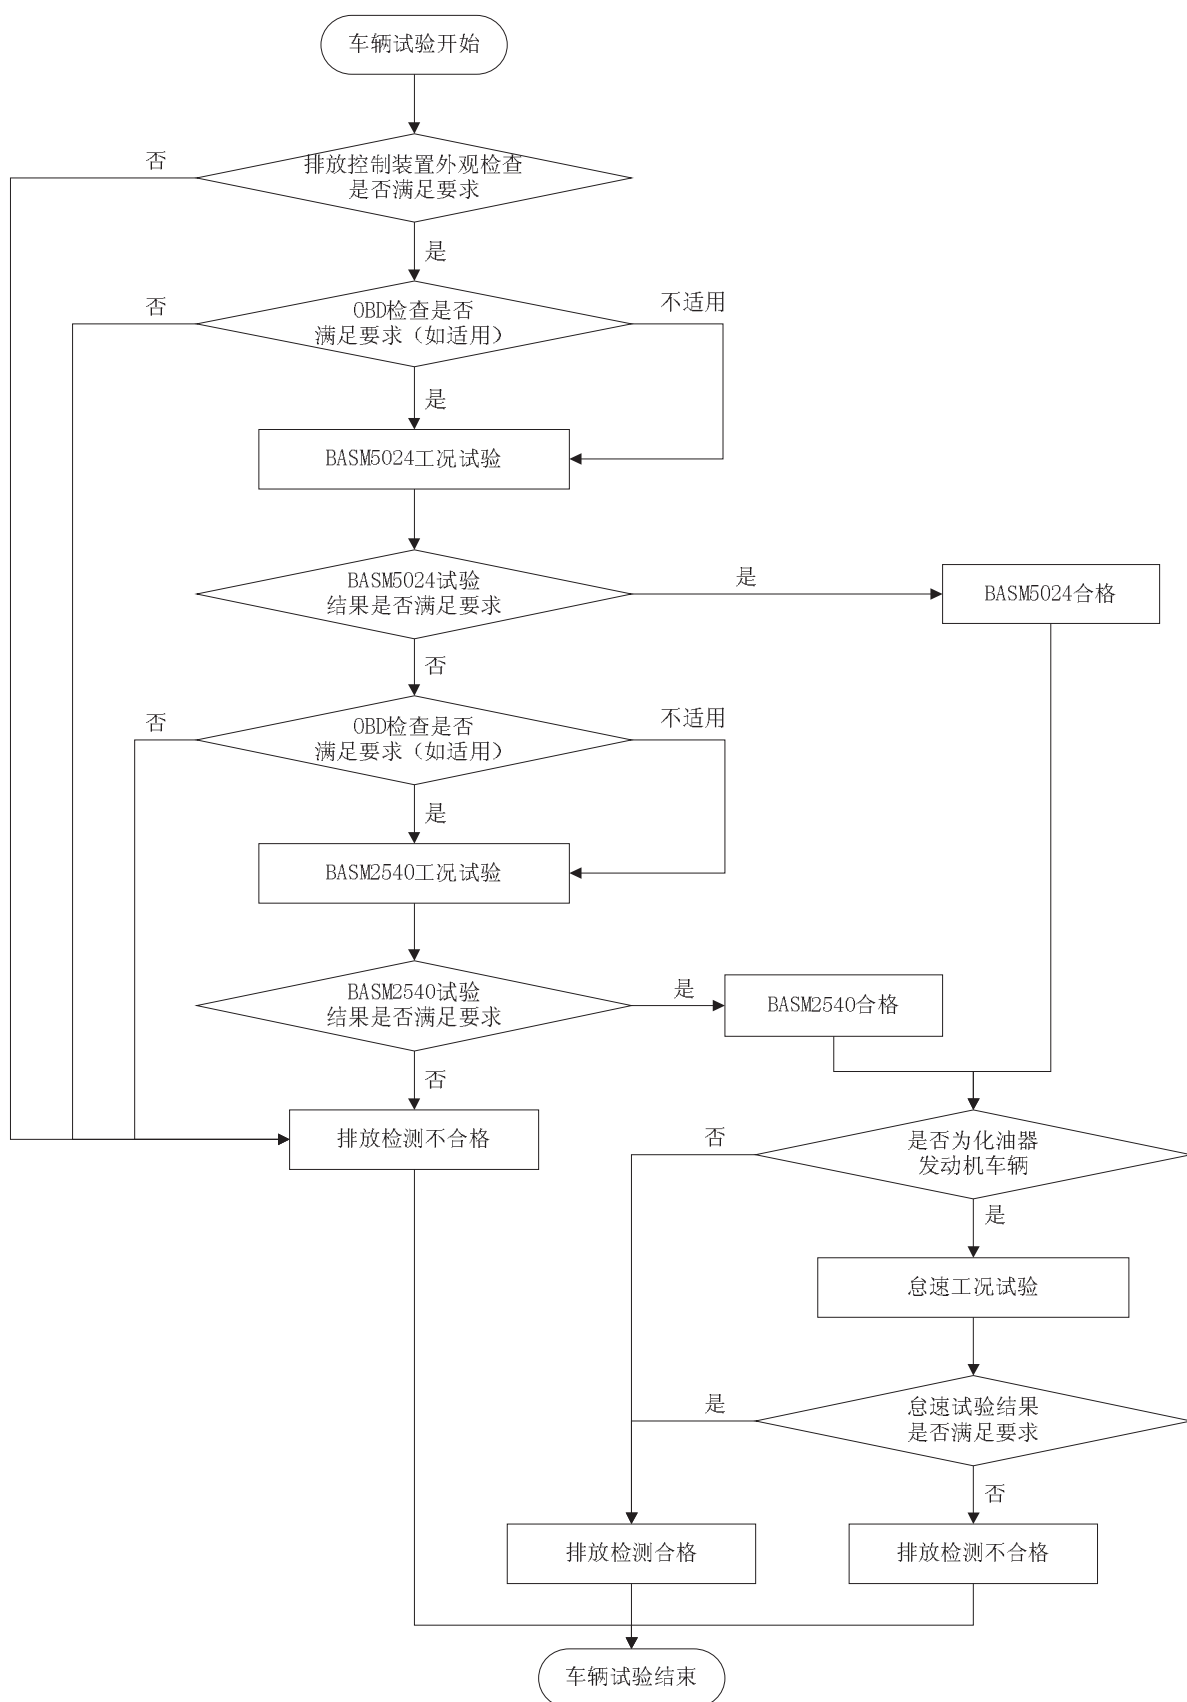 车辆试验开始
否
排放控制装置外观检查
是否满足要求
是
否
OBD检查是否
满足要求（如适用）
不适用
是
BASM5024工况试验
BASM5024试验
结果是否满足要求
是
BASM5024合格
否
否
OBD检查是否
满足要求（如适用）
不适用
是
BASM2540工况试验
BASM2540试验
结果是否满足要求
是
BASM2540合格
否
排放检测不合格
否
是否为化油器
发动机车辆
是
怠速工况试验
是
怠速试验结果
是否满足要求
否
排放检测合格
排放检测不合格
车辆试验结束